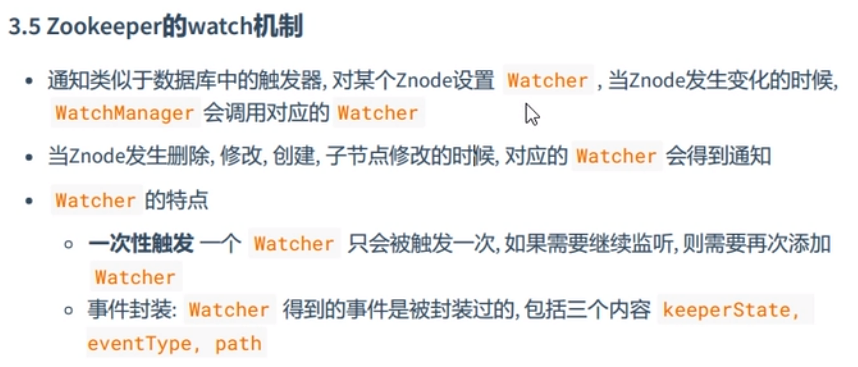 3.5 Zookeeper的watch机制
通知类似于数据库中的触发器, 对某个Znode设置 Watcher , 当Znode发生变化的时候,
WatchManager 会调用对应的 Watcher
当Znode发生删除, 修改, 创建, 子节点修改的时候, 对应的 Watcher 会得到通知
Watcher 的特点
一次性触发 一个 Watcher 只会被触发一次, 如果需要继续监听, 则需要再次添加
Watcher
事件封装: Watcher 得到的事件是被封装过的, 包括三个内容 keeperState,
eventType, path